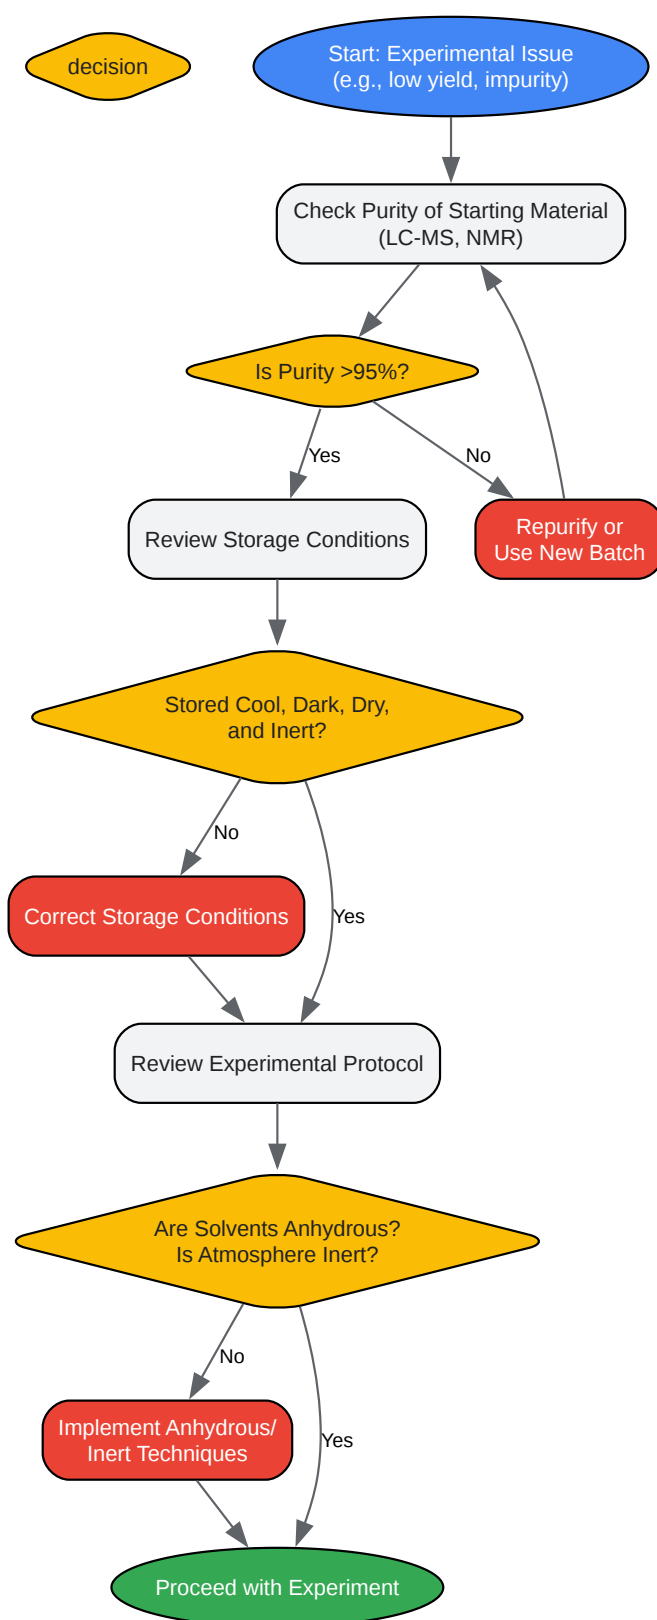 decision
Start: Experimental Issue
(e.g., low yield, impurity)
Check Purity of Starting Material
(LC-MS, NMR)
Is Purity >95%?
Yes
No
Review Storage Conditions
Repurify or
Use New Batch
Stored Cool, Dark, Dry,
and Inert?
No
Correct Storage Conditions
Yes
Review Experimental Protocol
Are Solvents Anhydrous?
Is Atmosphere Inert?
No
Implement Anhydrous/
Inert Techniques
Yes
Proceed with Experiment